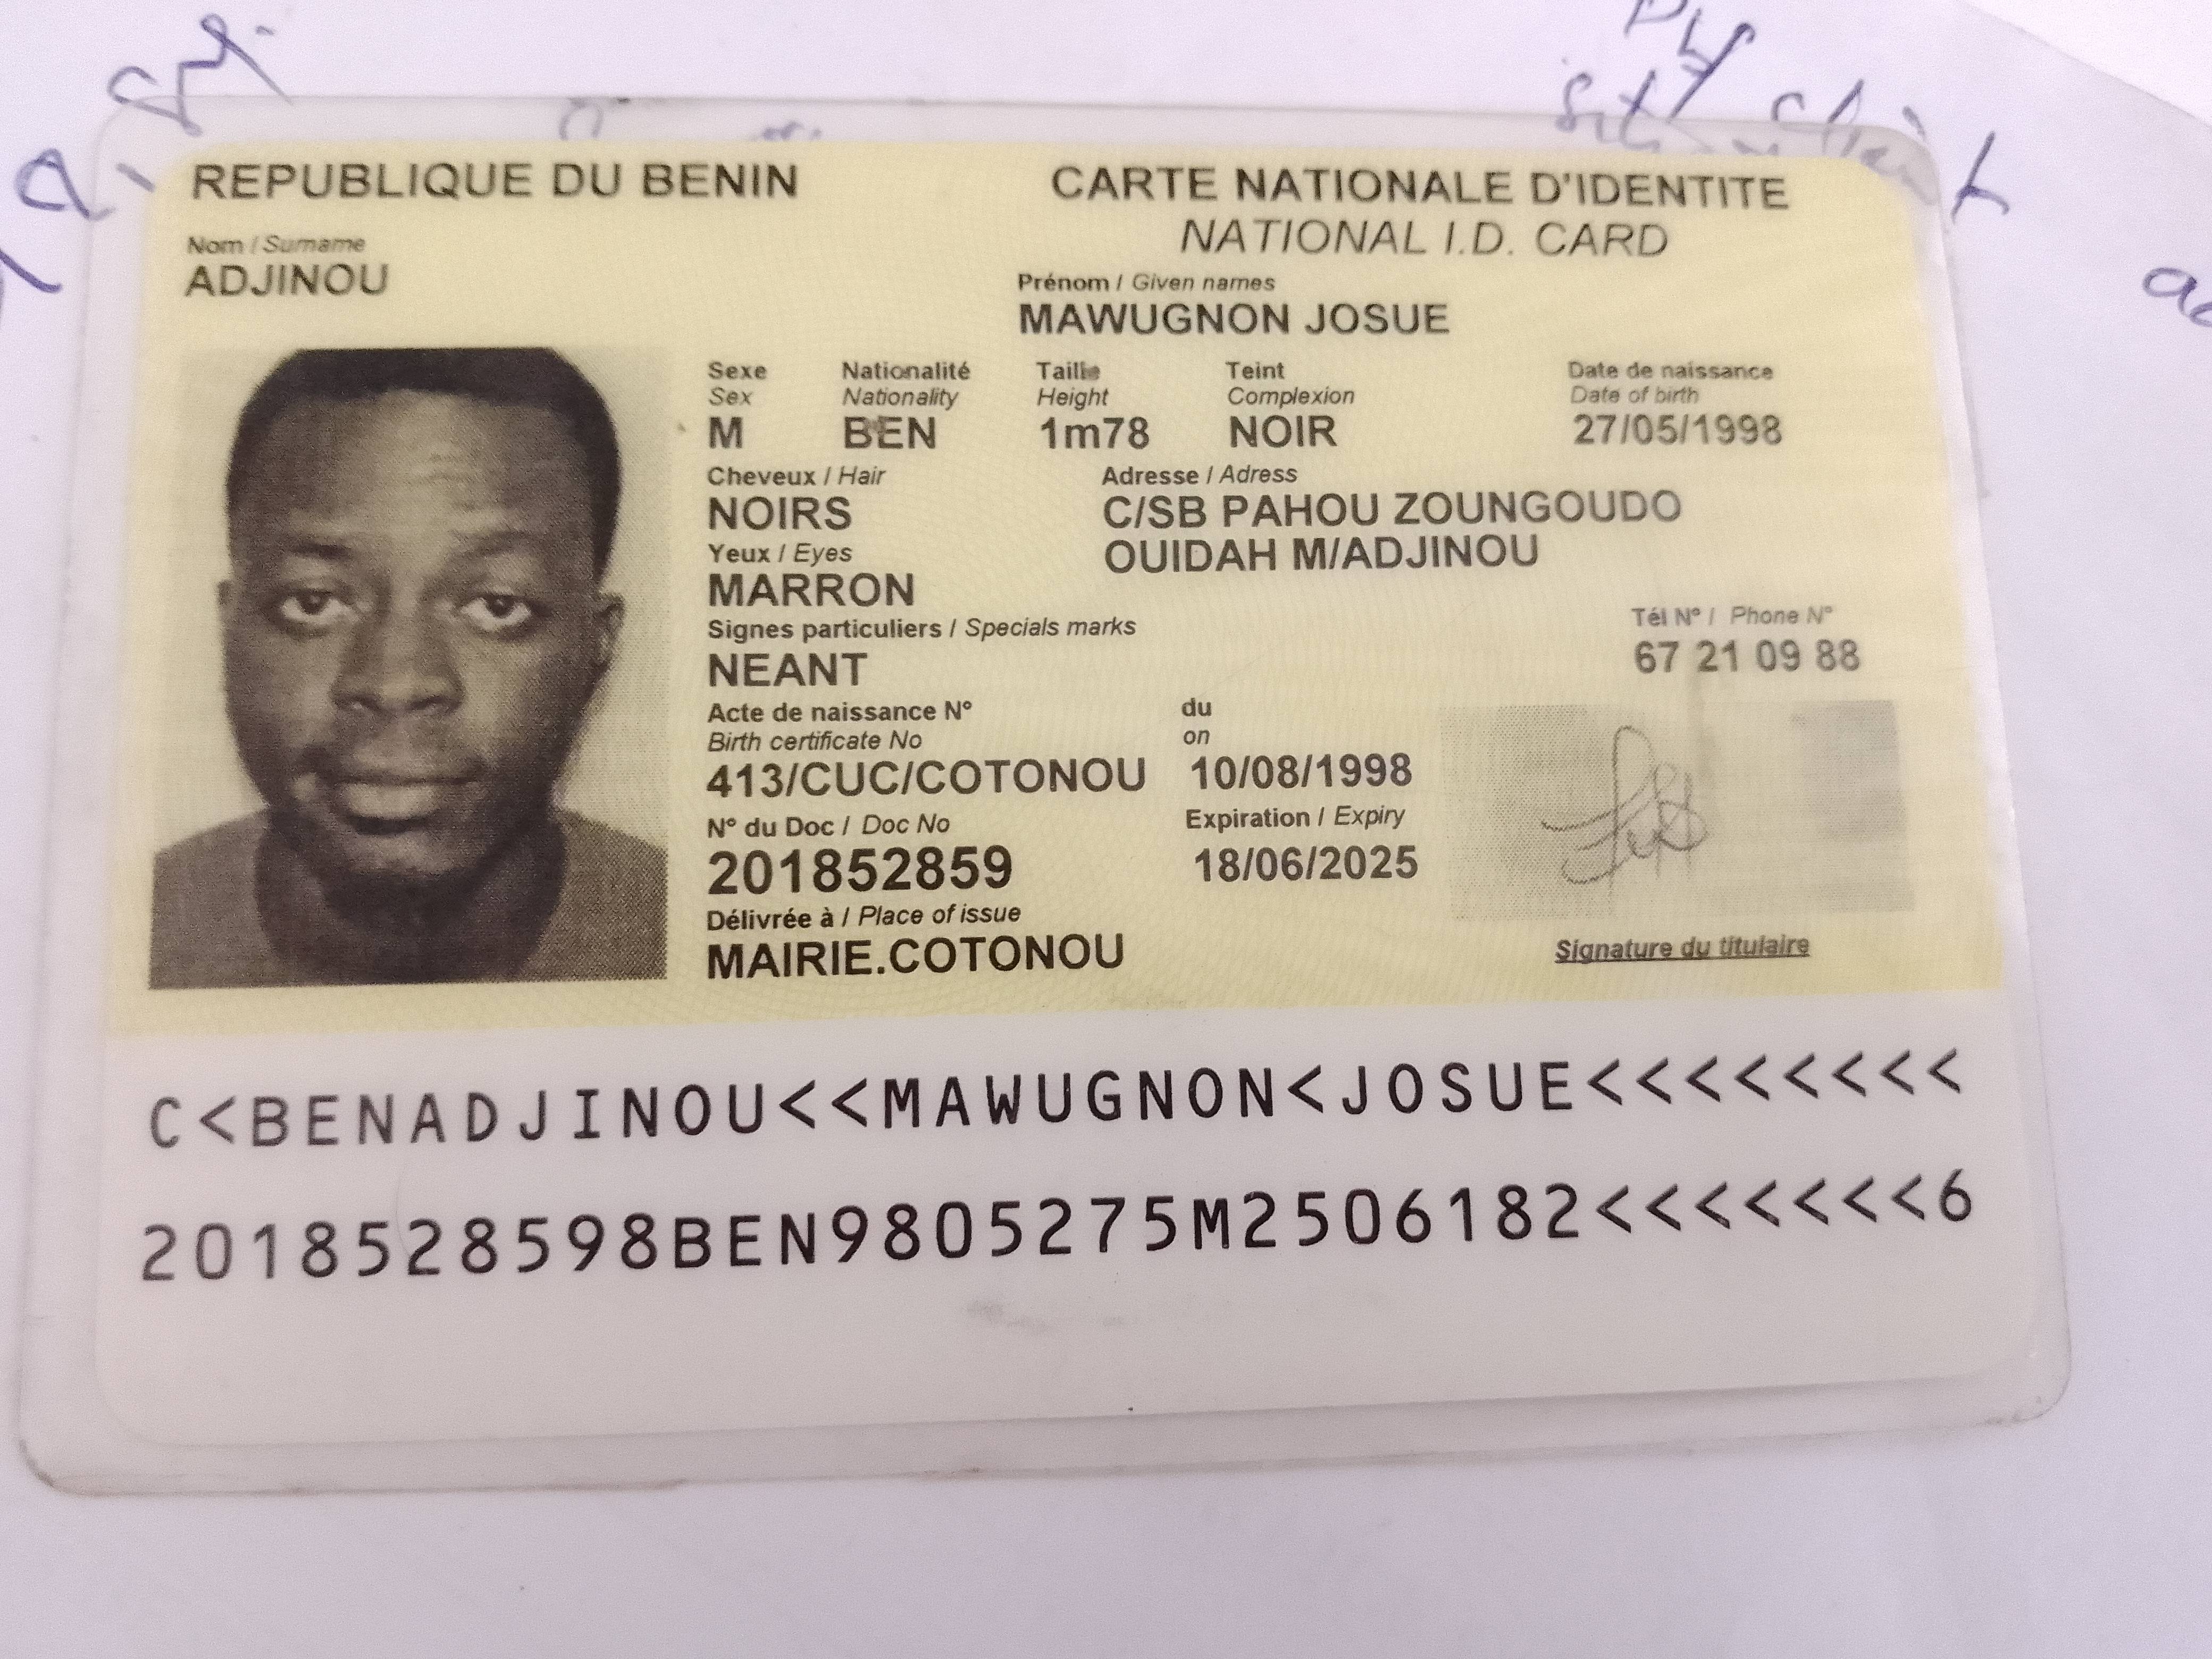 REPUBLIQUE DU BENIN
CARTE NATIONALE D'IDENTITE
NATIONAL I.D. CARD
Nom / Surname
ADJINOU
Prénom / Given names
MAWUGNON JOSUE
Sexe Nationalité Taille Teint Date de naissance
Sex Nationality Height Complexion Date of birth
M BEN 1m78 NOIR 27/05/1998
Cheveux / Hair Adresse / Adress
NOIRS C/SB PAHOU ZOUNGOUDO
Yeux / Eyes OUIDAH M/ADJINOU
MARRON
Signes particuliers / Specials marks Tél N° / Phone N°
NEANT 67 21 09 88
Acte de naissance N° du
Birth certificate No on
413/CUC/COTONOU 10/08/1998
N° du Doc / Doc No Expiration / Expiry
201852859 18/06/2025
Délivrée à / Place of issue
MAIRIE.COTONOU
Signature du titulaire
C<BENADJINOU<<MAWUGNON<JOSUE<<<<<<<<
2018528598BEN9805275M2506182<<<<<<<6